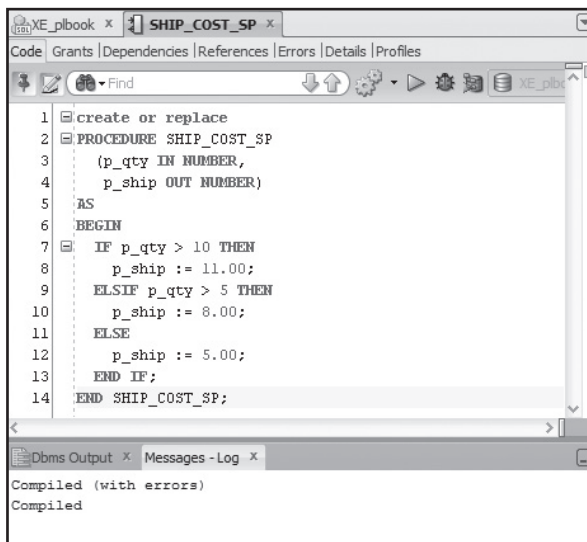 XE_plbook x SHIP_COST_SP x
Code Grants | Dependencies | References | Errors | Details | Profiles
Find XE_plbo
1 create or replace
2 PROCEDURE SHIP_COST_SP
3 (p_qty IN NUMBER,
4 p_ship OUT NUMBER)
5 AS
6 BEGIN
7 IF p_qty > 10 THEN
8 p_ship := 11.00;
9 ELSIF p_qty > 5 THEN
10 p_ship := 8.00;
11 ELSE
12 p_ship := 5.00;
13 END IF;
14 END SHIP_COST_SP;
Dbms Output x Messages - Log x
Compiled (with errors)
Compiled